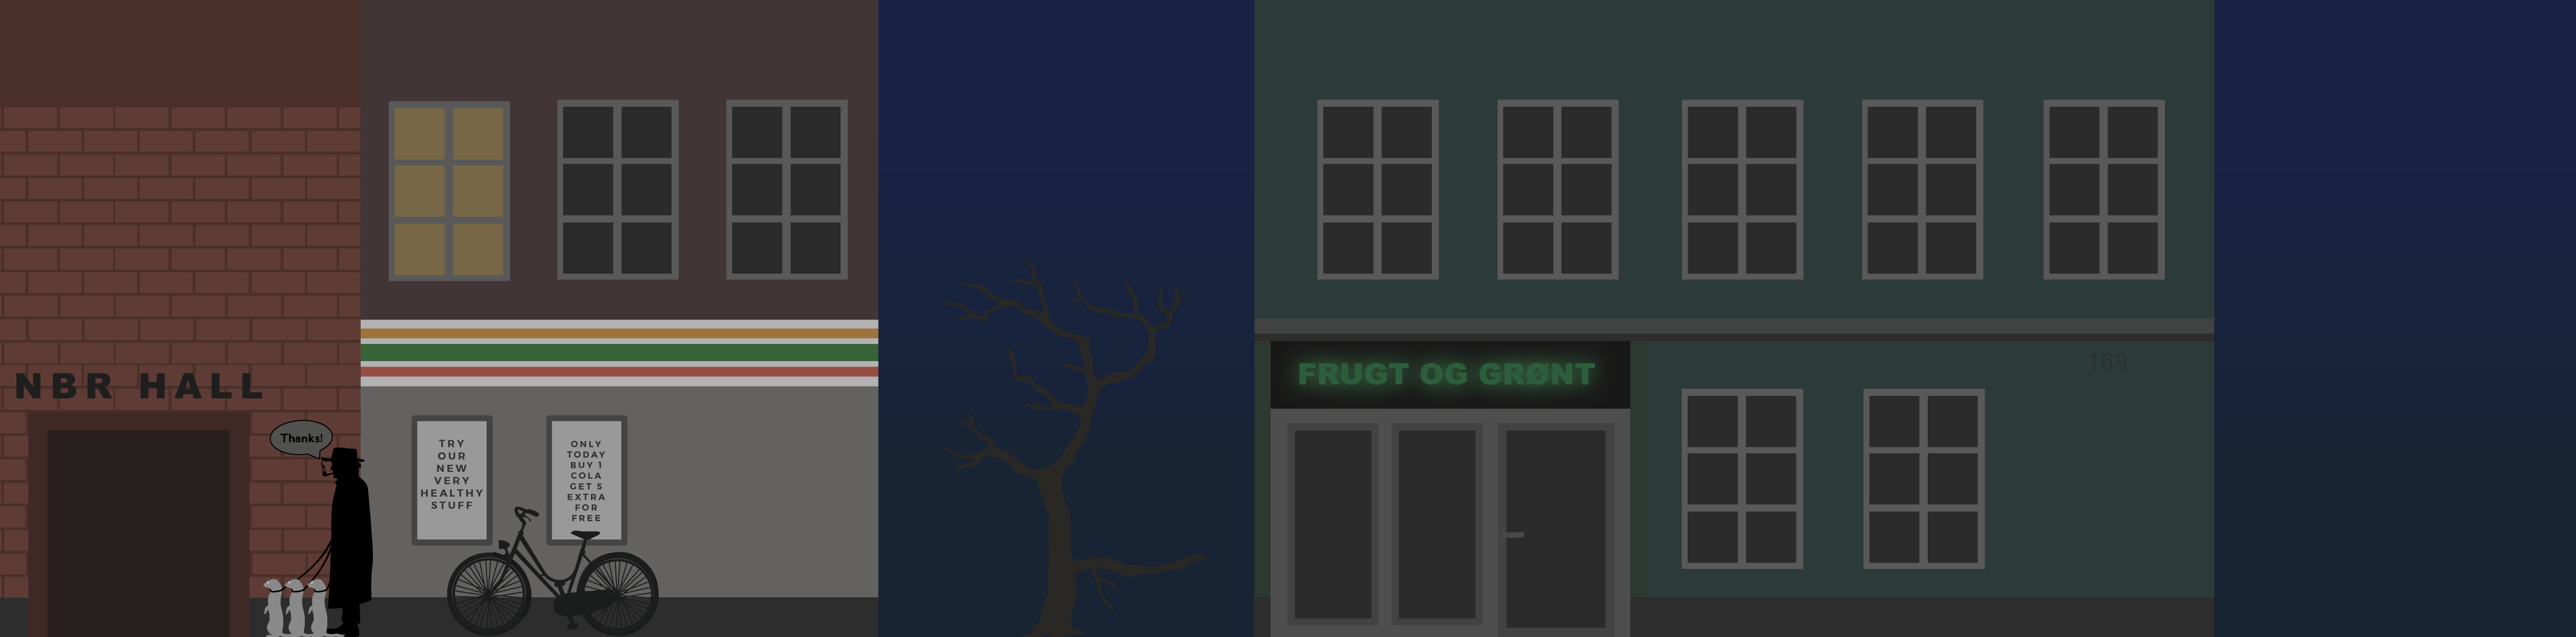 NBR HALL
Thanks!
TRY
OUR
NEW
VERY
HEALTHY
STUFF
ONLY
TODAY
BUY 1
COLA
GET 5
EXTRA
FOR
FREE
FRUGT OG GRØNT
169